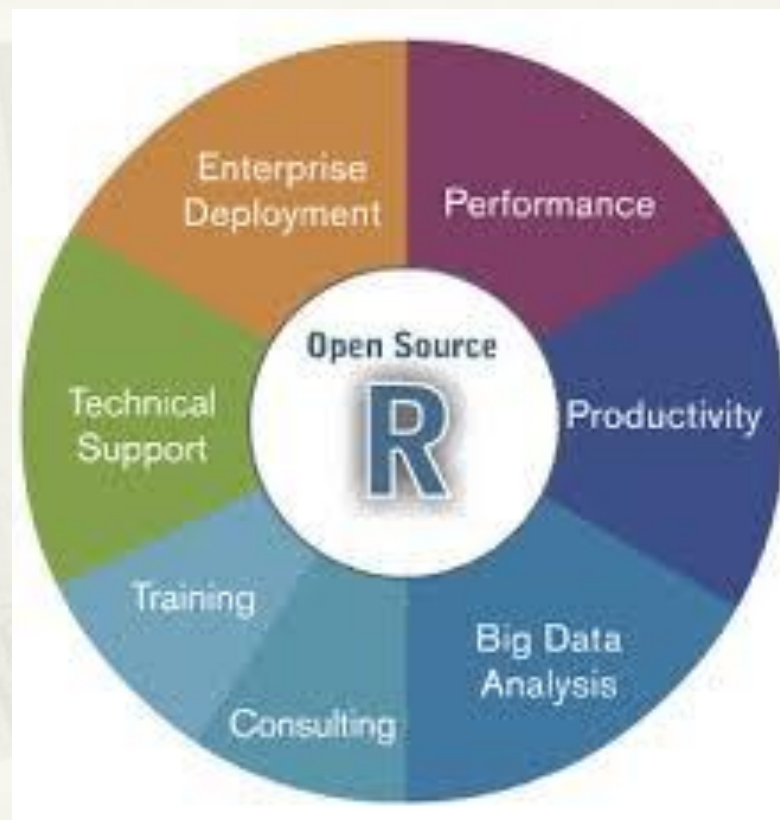 Enterprise
Deployment
Performance
Open Source
R
Technical
Support
Productivity
Training
Big Data
Analysis
Consulting